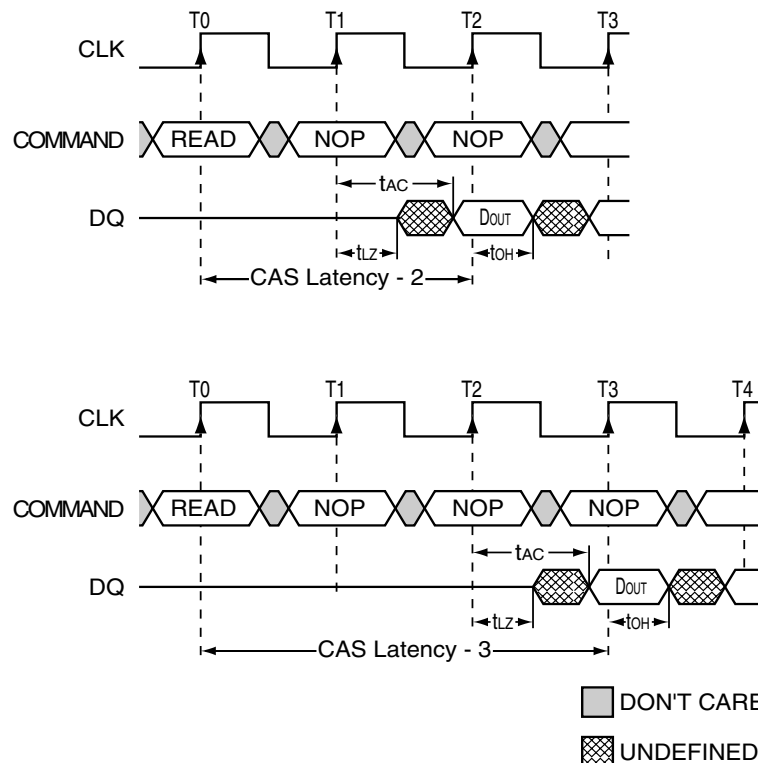 T0 T1 T2 T3
CLK
COMMAND READ NOP NOP
tAC
DQ DOUT
tLZ tOH
CAS Latency - 2
T0 T1 T2 T3 T4
CLK
COMMAND READ NOP NOP NOP
tAC
DQ DOUT
tLZ tOH
CAS Latency - 3
DON'T CARE
UNDEFINED